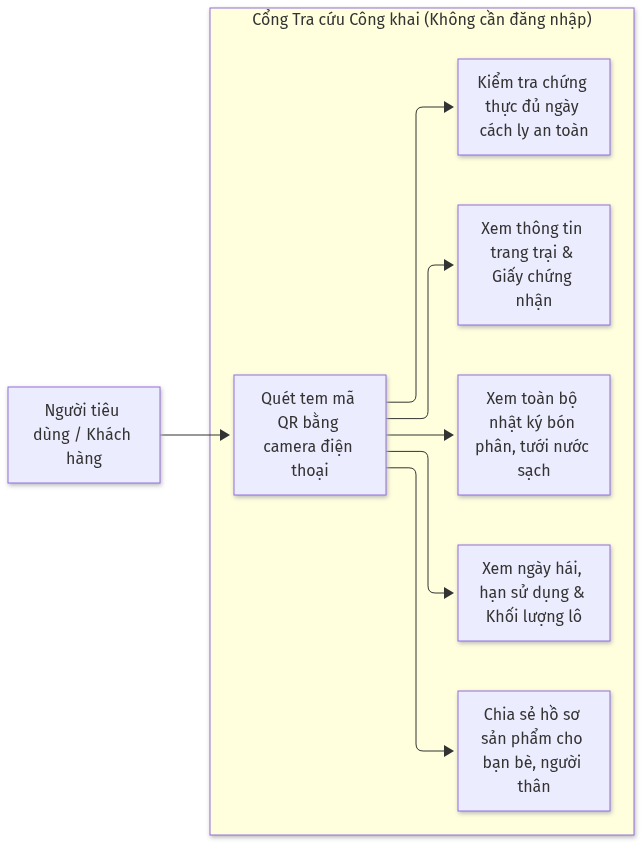 Cổng Tra cứu Công khai (Không cần đăng nhập)
Người tiêu
dùng / Khách
hàng
Quét tem mã
QR bằng
camera điện
thoại
Kiểm tra chứng
thực đủ ngày
cách ly an toàn
Xem thông tin
trang trại &
Giấy chứng
nhận
Xem toàn bộ
nhật ký bón
phân, tưới nước
sạch
Xem ngày hái,
hạn sử dụng &
Khối lượng lô
Chia sẻ hồ sơ
sản phẩm cho
bạn bè, người
thân